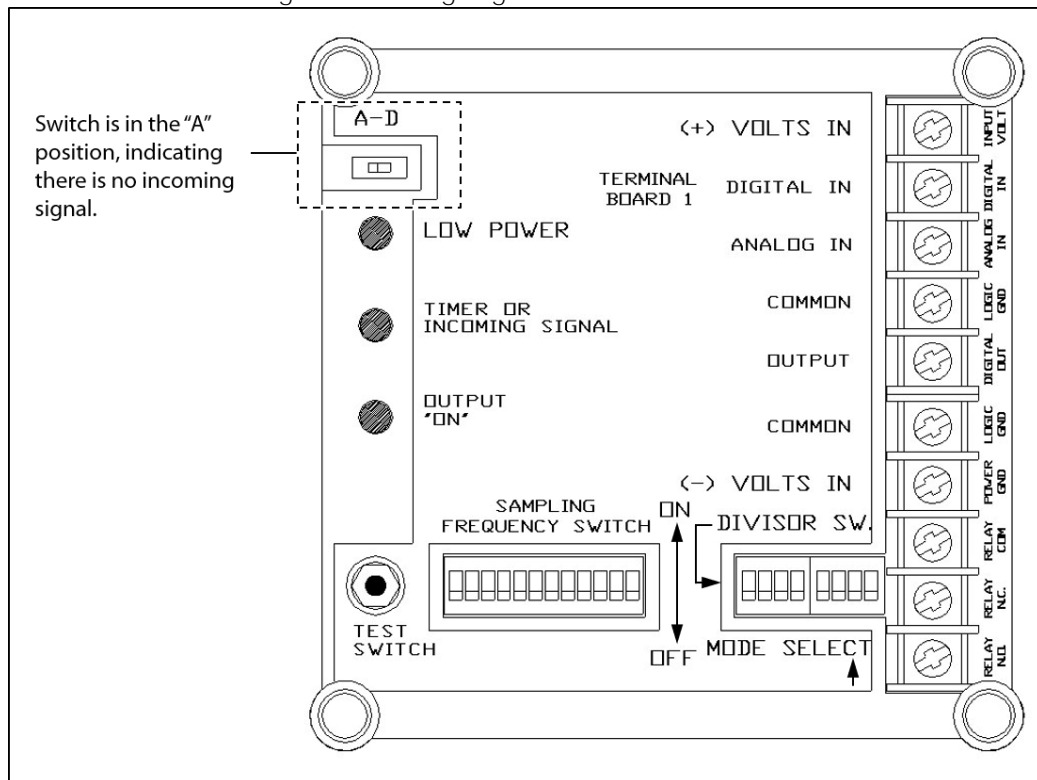 Switch is in the “A”
position, indicating
there is no incoming
signal.
A-D
LOW POWER
TIMER OR
INCOMING SIGNAL
OUTPUT
"ON"
TEST
SWITCH
SAMPLING
FREQUENCY SWITCH
ON
OFF
DIVISOR SW.
MODE SELECT
(+) VOLTS IN
TERMINAL
BOARD 1
DIGITAL IN
ANALOG IN
COMMON
OUTPUT
COMMON
(-) VOLTS IN
INPUT
VOLT
DIGITAL
IN
ANALOG
IN
LOGIC
GND
DIGITAL
OUT
LOGIC
GND
POWER
GND
RELAY
COM
RELAY
N.C.
RELAY
N.O.